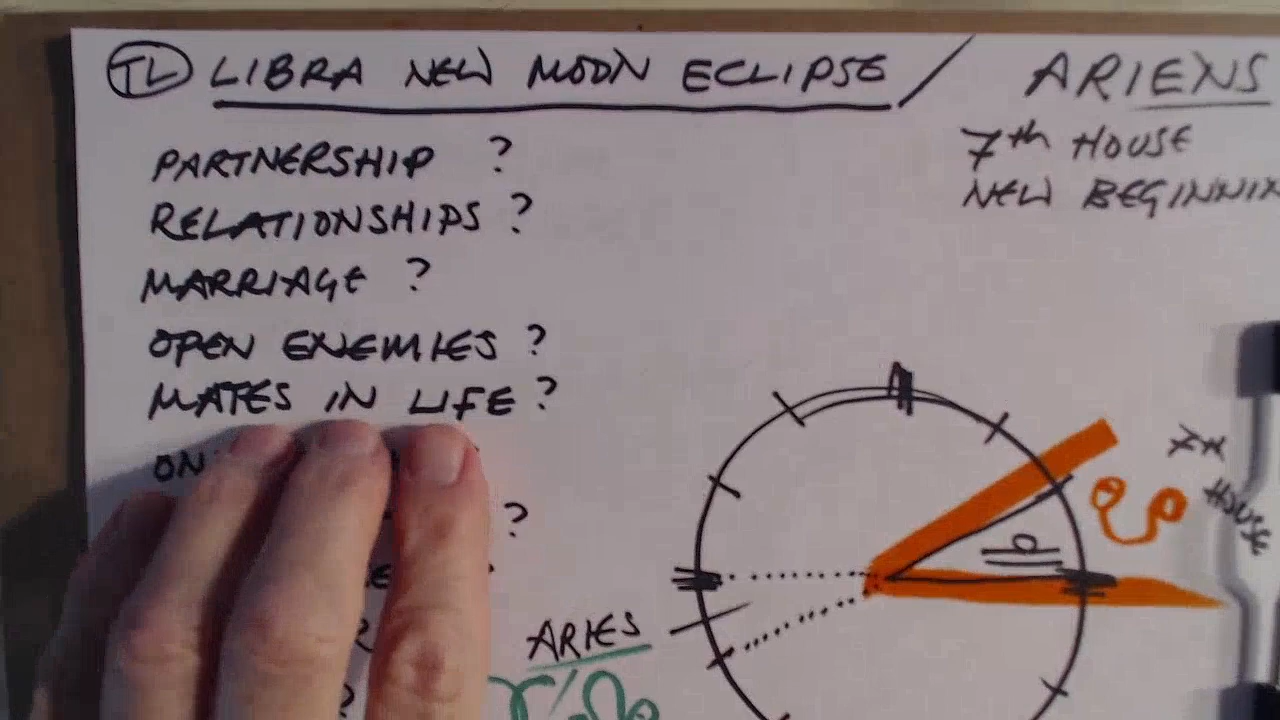 TL LIBRA NEW MOON ECLIPSE / ARIENS
7th HOUSE
NEW BEGINNIN
PARTNERSHIP ?
RELATIONSHIPS ?
MARRIAGE ?
OPEN ENEMIES ?
MATES IN LIFE ?
ON
?
?
7th
HOUSE
ARIES